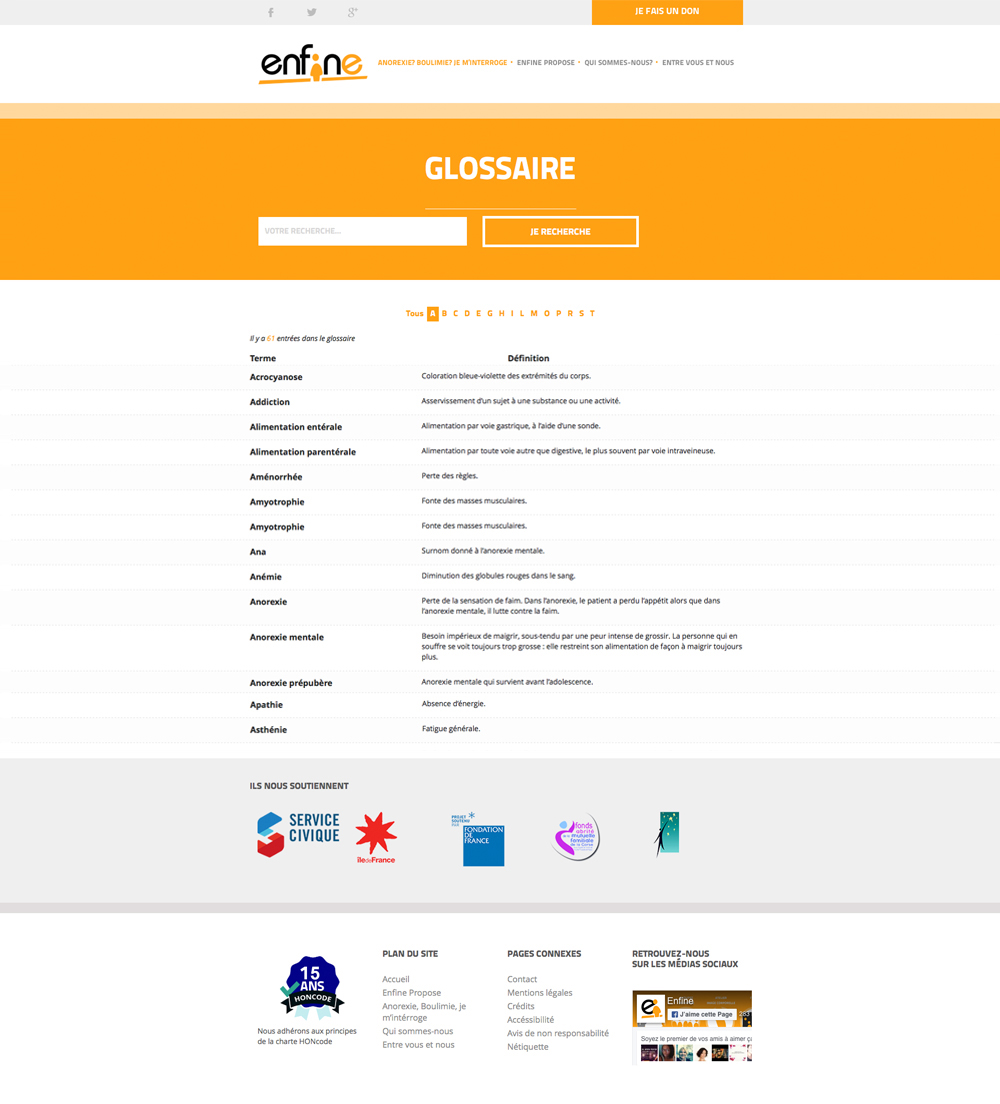 JE FAIS UN DON
enfine
ANOREXIE? BOULIMIE? JE M'INTERROGE • ENFINE PROPOSE • QUI SOMMES-NOUS? • ENTRE VOUS ET NOUS
GLOSSAIRE
VOTRE RECHERCHE...
JE RECHERCHE
Tous A B C D E G H I L M O P R S T
Il y a 61 entrées dans le glossaire
Terme Définition
Acrocyanose Coloration bleue-violette des extrémités du corps.
Addiction Asservissement d'un sujet à une substance ou une activité.
Alimentation entérale Alimentation par voie gastrique, à l'aide d'une sonde.
Alimentation parentérale Alimentation par toute voie autre que digestive, le plus souvent par voie intraveineuse.
Aménorrhée Perte des règles.
Amyotrophie Fonte des masses musculaires.
Amyotrophie Fonte des masses musculaires.
Ana Surnom donné à l'anorexie mentale.
Anémie Diminution des globules rouges dans le sang.
Anorexie Perte de la sensation de faim. Dans l'anorexie, le patient a perdu l'appétit alors que dans
l'anorexie mentale, il lutte contre la faim.
Anorexie mentale Besoin impérieux de maigrir, sous-tendu par une peur intense de grossir. La personne qui en
souffre se voit toujours trop grosse : elle restreint son alimentation de façon à maigrir toujours
plus.
Anorexie prépubère Anorexie mentale qui survient avant l'adolescence.
Apathie Absence d'énergie.
Asthénie Fatigue générale.
ILS NOUS SOUTIENNENT
SERVICE
CIVIQUE
îledeFrance
PROJET
SOUTENU
PAR
FONDATION
DE
FRANCE
fonds
abrité
de la mutuelle
familiale
de la Corse
15
ANS
HONCODE
Nous adhérons aux principes
de la charte HONcode
PLAN DU SITE
Accueil
Enfine Propose
Anorexie, Boulimie, je
m'intérroge
Qui sommes-nous
Entre vous et nous
PAGES CONNEXES
Contact
Mentions légales
Crédits
Accéssibilité
Avis de non responsabilité
Nétiquette
RETROUVEZ-NOUS
SUR LES MÉDIAS SOCIAUX
Enfine
J'aime cette Page 283
Soyez le premier de vos amis à aimer ça